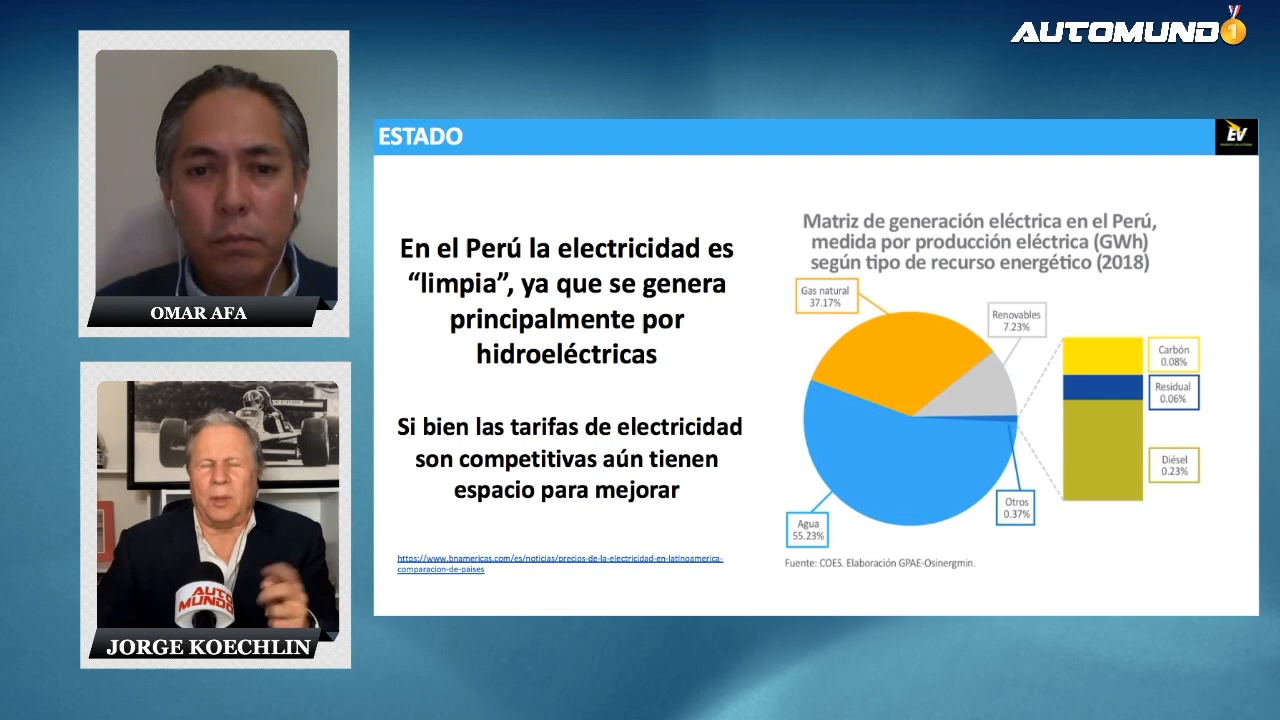 AUTOMUNDO 1
OMAR AFA
AUTO
MUNDO
JORGE KOECHLIN
ESTADO
EV
En el Perú la electricidad es
“limpia”, ya que se genera
principalmente por
hidroeléctricas
Si bien las tarifas de electricidad
son competitivas aún tienen
espacio para mejorar
https://www.bnamericas.com/es/noticias/precios-de-la-electricidad-en-latinoamerica-
comparacion-de-paises
Matriz de generación eléctrica en el Perú,
medida por producción eléctrica (GWh)
según tipo de recurso energético (2018)
Gas natural
37.17%
Renovables
7.23%
Carbón
0.08%
Residual
0.06%
Diésel
0.23%
Otros
0.37%
Agua
55.23%
Fuente: COES. Elaboración GPAE-Osinergmin.